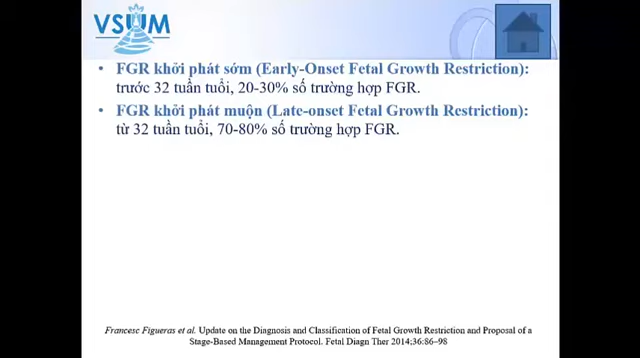 VSUM
• FGR khởi phát sớm (Early-Onset Fetal Growth Restriction):
trước 32 tuần tuổi, 20-30% số trường hợp FGR.
• FGR khởi phát muộn (Late-onset Fetal Growth Restriction):
từ 32 tuần tuổi, 70-80% số trường hợp FGR.
Francesc Figueras et al. Update on the Diagnosis and Classification of Fetal Growth Restriction and Proposal of a
Stage-Based Management Protocol. Fetal Diagn Ther 2014;36:86–98